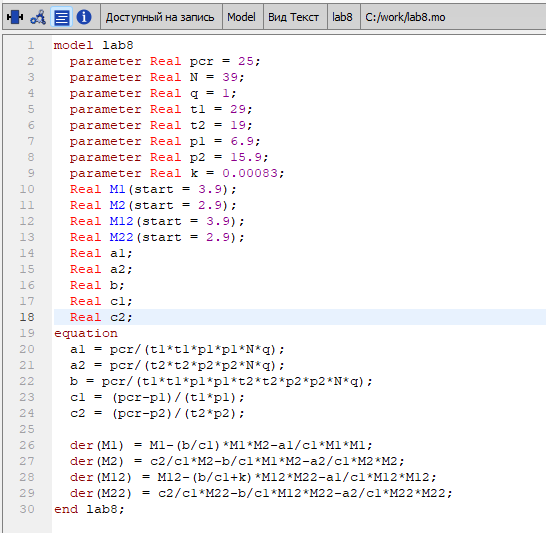 Доступный на запись Model Вид Текст lab8 C:/work/lab8.mo
1 model lab8
2 parameter Real pcr = 25;
3 parameter Real N = 39;
4 parameter Real q = 1;
5 parameter Real t1 = 29;
6 parameter Real t2 = 19;
7 parameter Real p1 = 6.9;
8 parameter Real p2 = 15.9;
9 parameter Real k = 0.00083;
10 Real M1(start = 3.9);
11 Real M2(start = 2.9);
12 Real M12(start = 3.9);
13 Real M22(start = 2.9);
14 Real a1;
15 Real a2;
16 Real b;
17 Real c1;
18 Real c2;
19 equation
20 a1 = pcr/(t1*t1*p1*p1*N*q);
21 a2 = pcr/(t2*t2*p2*p2*N*q);
22 b = pcr/(t1*t1*p1*p1*t2*t2*p2*p2*N*q);
23 c1 = (pcr-p1)/(t1*p1);
24 c2 = (pcr-p2)/(t2*p2);
25
26 der(M1) = M1-(b/c1)*M1*M2-a1/c1*M1*M1;
27 der(M2) = c2/c1*M2-b/c1*M1*M2-a2/c1*M2*M2;
28 der(M12) = M12-(b/c1+k)*M12*M22-a1/c1*M12*M12;
29 der(M22) = c2/c1*M22-b/c1*M12*M22-a2/c1*M22*M22;
30 end lab8;